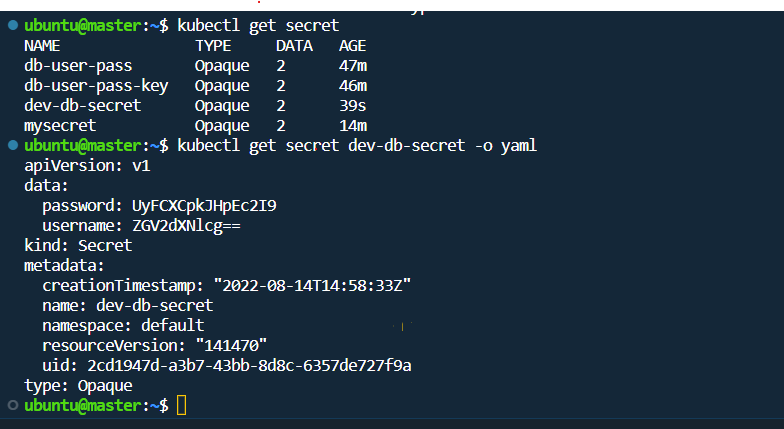 ubuntu@master:~$ kubectl get secret
NAME TYPE DATA AGE
db-user-pass Opaque 2 47m
db-user-pass-key Opaque 2 46m
dev-db-secret Opaque 2 39s
mysecret Opaque 2 14m
ubuntu@master:~$ kubectl get secret dev-db-secret -o yaml
apiVersion: v1
data:
  password: UyFCXCpkJHpEc2I9
  username: ZGV2dXNlcg==
kind: Secret
metadata:
  creationTimestamp: "2022-08-14T14:58:33Z"
  name: dev-db-secret
  namespace: default
  resourceVersion: "141470"
  uid: 2cd1947d-a3b7-43bb-8d8c-6357de727f9a
type: Opaque
ubuntu@master:~$